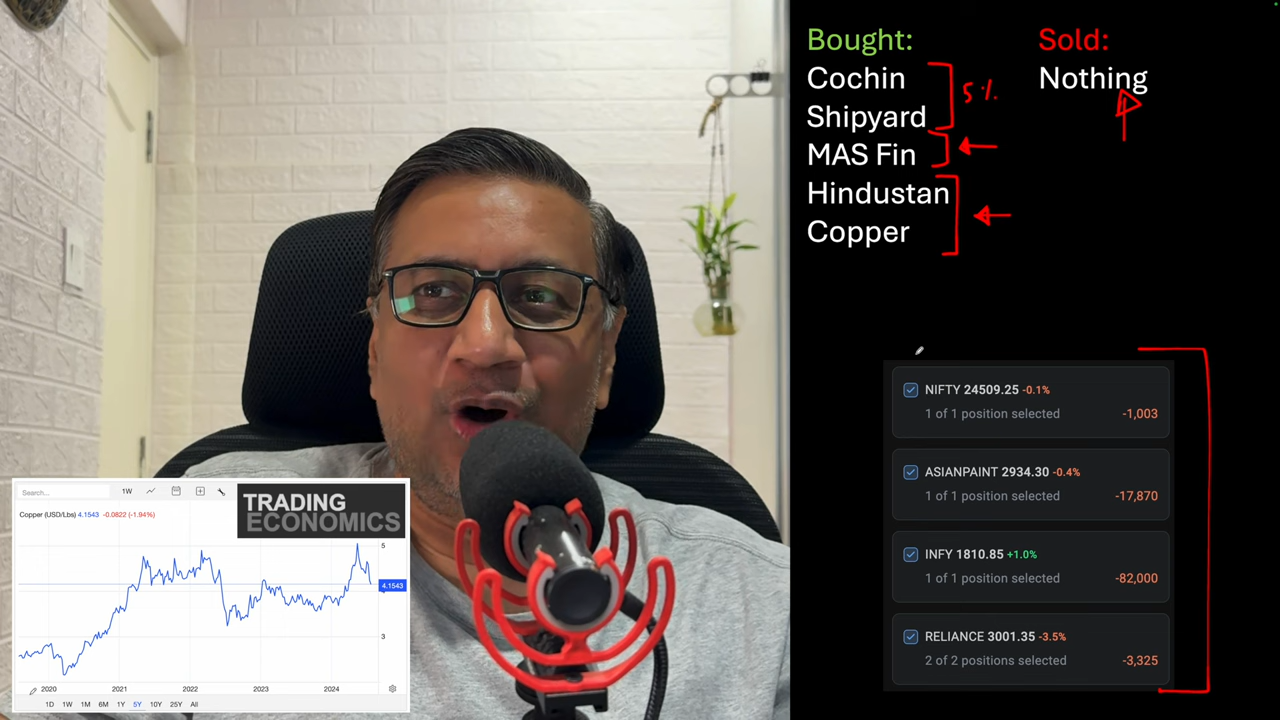 Bought:
Cochin
Shipyard
MAS Fin
Hindustan
Copper
5%
Sold:
Nothing
NIFTY 24509.25 -0.1%
1 of 1 position selected -1,003
ASIANPAINT 2934.30 -0.4%
1 of 1 position selected -17,870
INFY 1810.85 +1.0%
1 of 1 position selected -82,000
RELIANCE 3001.35 -3.5%
2 of 2 positions selected -3,325
Search... 1W
TRADING
ECONOMICS
Copper (USD/Lbs) 4.1543 -0.0822 (-1.94%)
5
4.1543
3
2020 2021 2022 2023 2024
1D 1W 1M 6M 1Y 5Y 10Y 25Y All